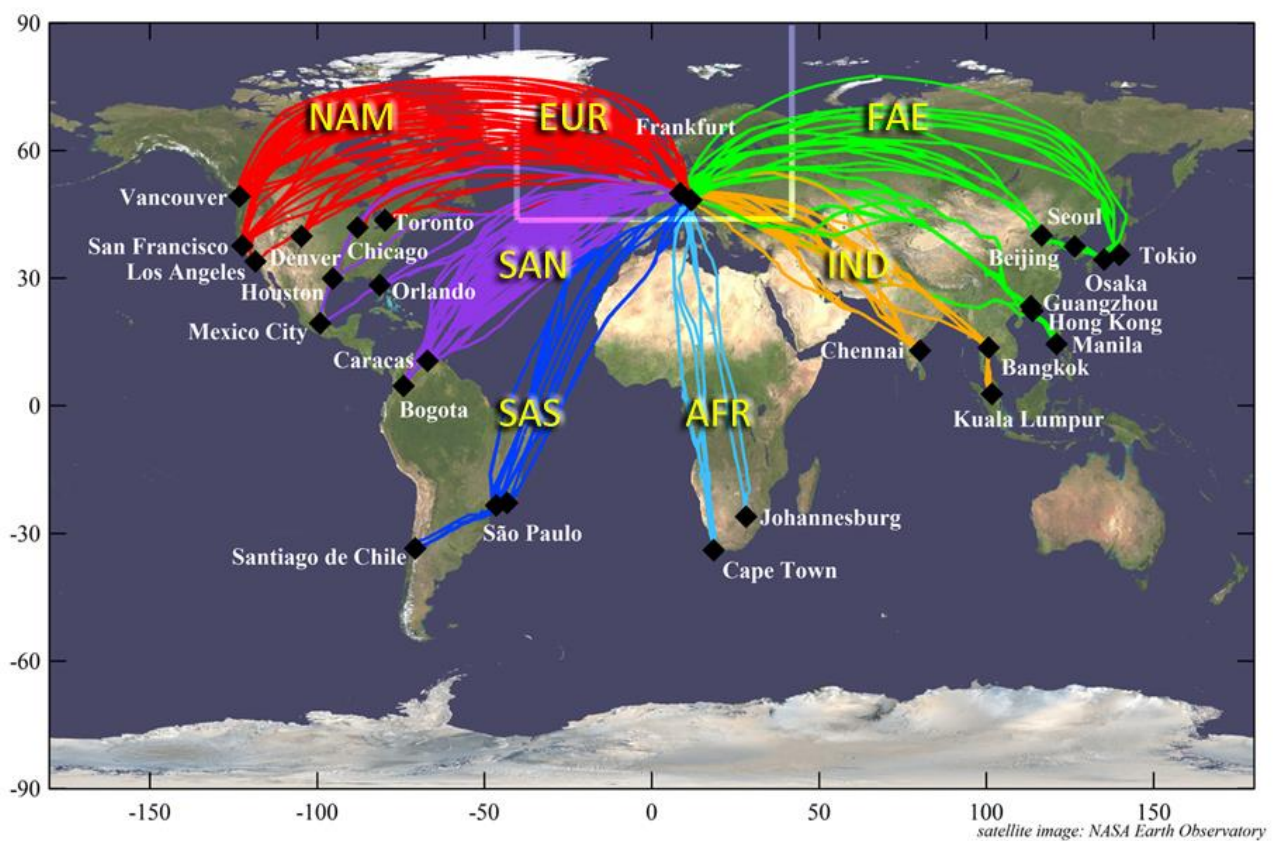 90
60
30
0
-30
-60
-90
NAM
EUR
FAE
Frankfurt
Vancouver
San Francisco
Los Angeles
Denver
Chicago
Toronto
Houston
Orlando
Mexico City
SAN
IND
Seoul
Beijing
Tokio
Osaka
Guangzhou
Hong Kong
Manila
Chennai
Bangkok
Kuala Lumpur
Caracas
Bogota
SAS
AFR
São Paulo
Santiago de Chile
Johannesburg
Cape Town
-150
-100
-50
0
50
100
150
satellite image: NASA Earth Observatory